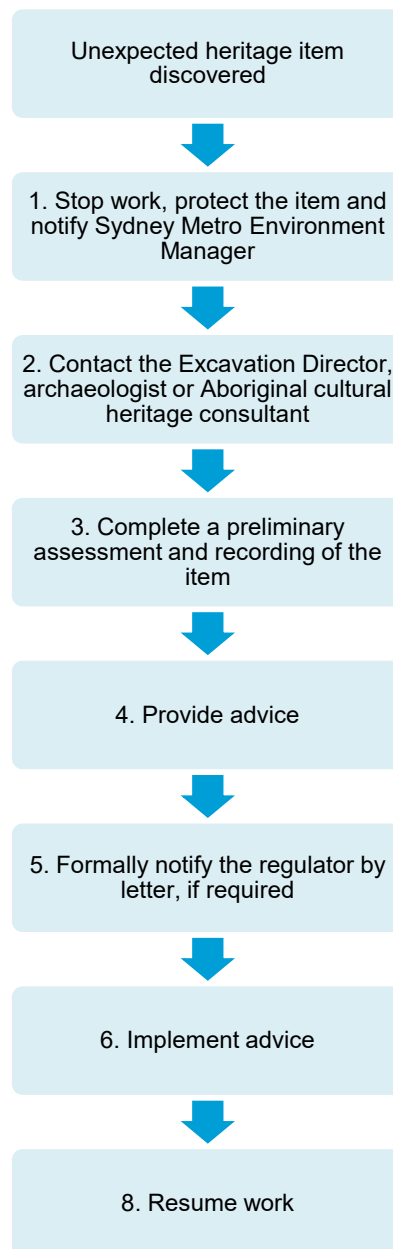 Unexpected heritage item
discovered
1. Stop work, protect the item and
notify Sydney Metro Environment
Manager
2. Contact the Excavation Director,
archaeologist or Aboriginal cultural
heritage consultant
3. Complete a preliminary
assessment and recording of the
item
4. Provide advice
5. Formally notify the regulator by
letter, if required
6. Implement advice
8. Resume work